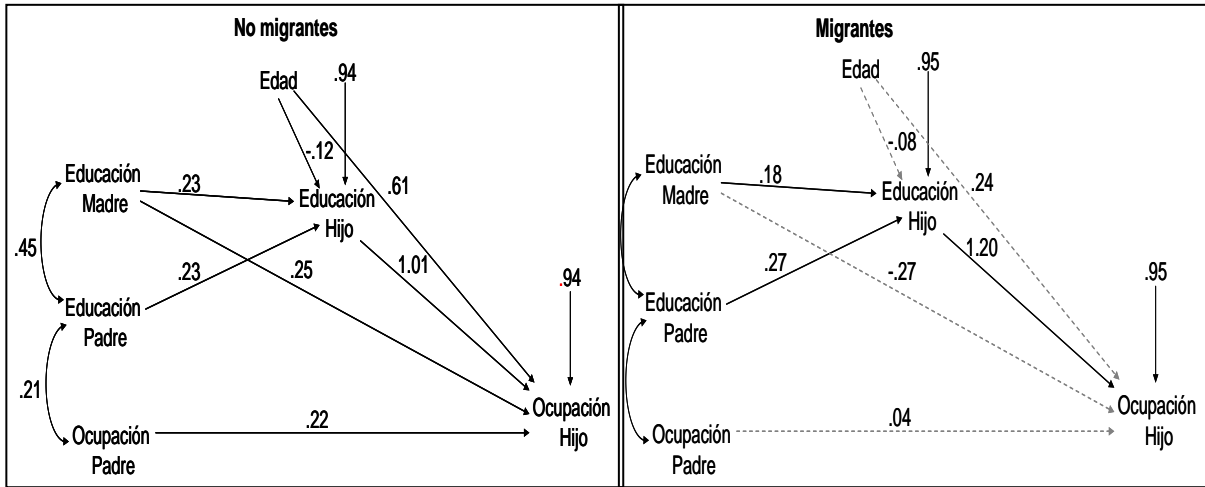 No migrantes
Edad
.94
-.12
Educación
Madre
.23
Educación
Hijo
.61
.45
.23
.25
1.01
.94
Educación
Padre
.21
Ocupación
Padre
.22
Ocupación
Hijo
Migrantes
Edad
.95
-.08
Educación
Madre
.18
Educación
Hijo
.24
.27
-.27
1.20
.95
Educación
Padre
Ocupación
Padre
.04
Ocupación
Hijo